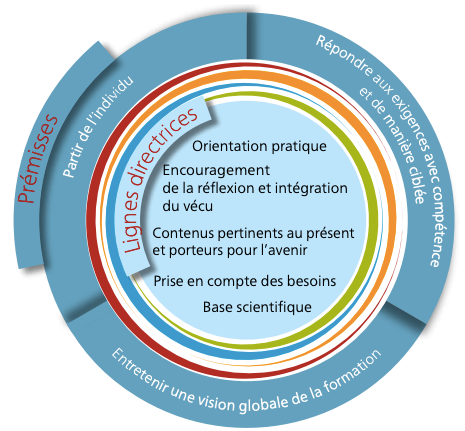 Prémisses
Partir de l'individu
Répondre aux exigences avec compétence
et de manière ciblée
Entretenir une vision globale de la formation
Lignes directrices
Orientation pratique
Encouragement
de la réflexion et intégration
du vécu
Contenus pertinents au présent
et porteurs pour l'avenir
Prise en compte des besoins
Base scientifique